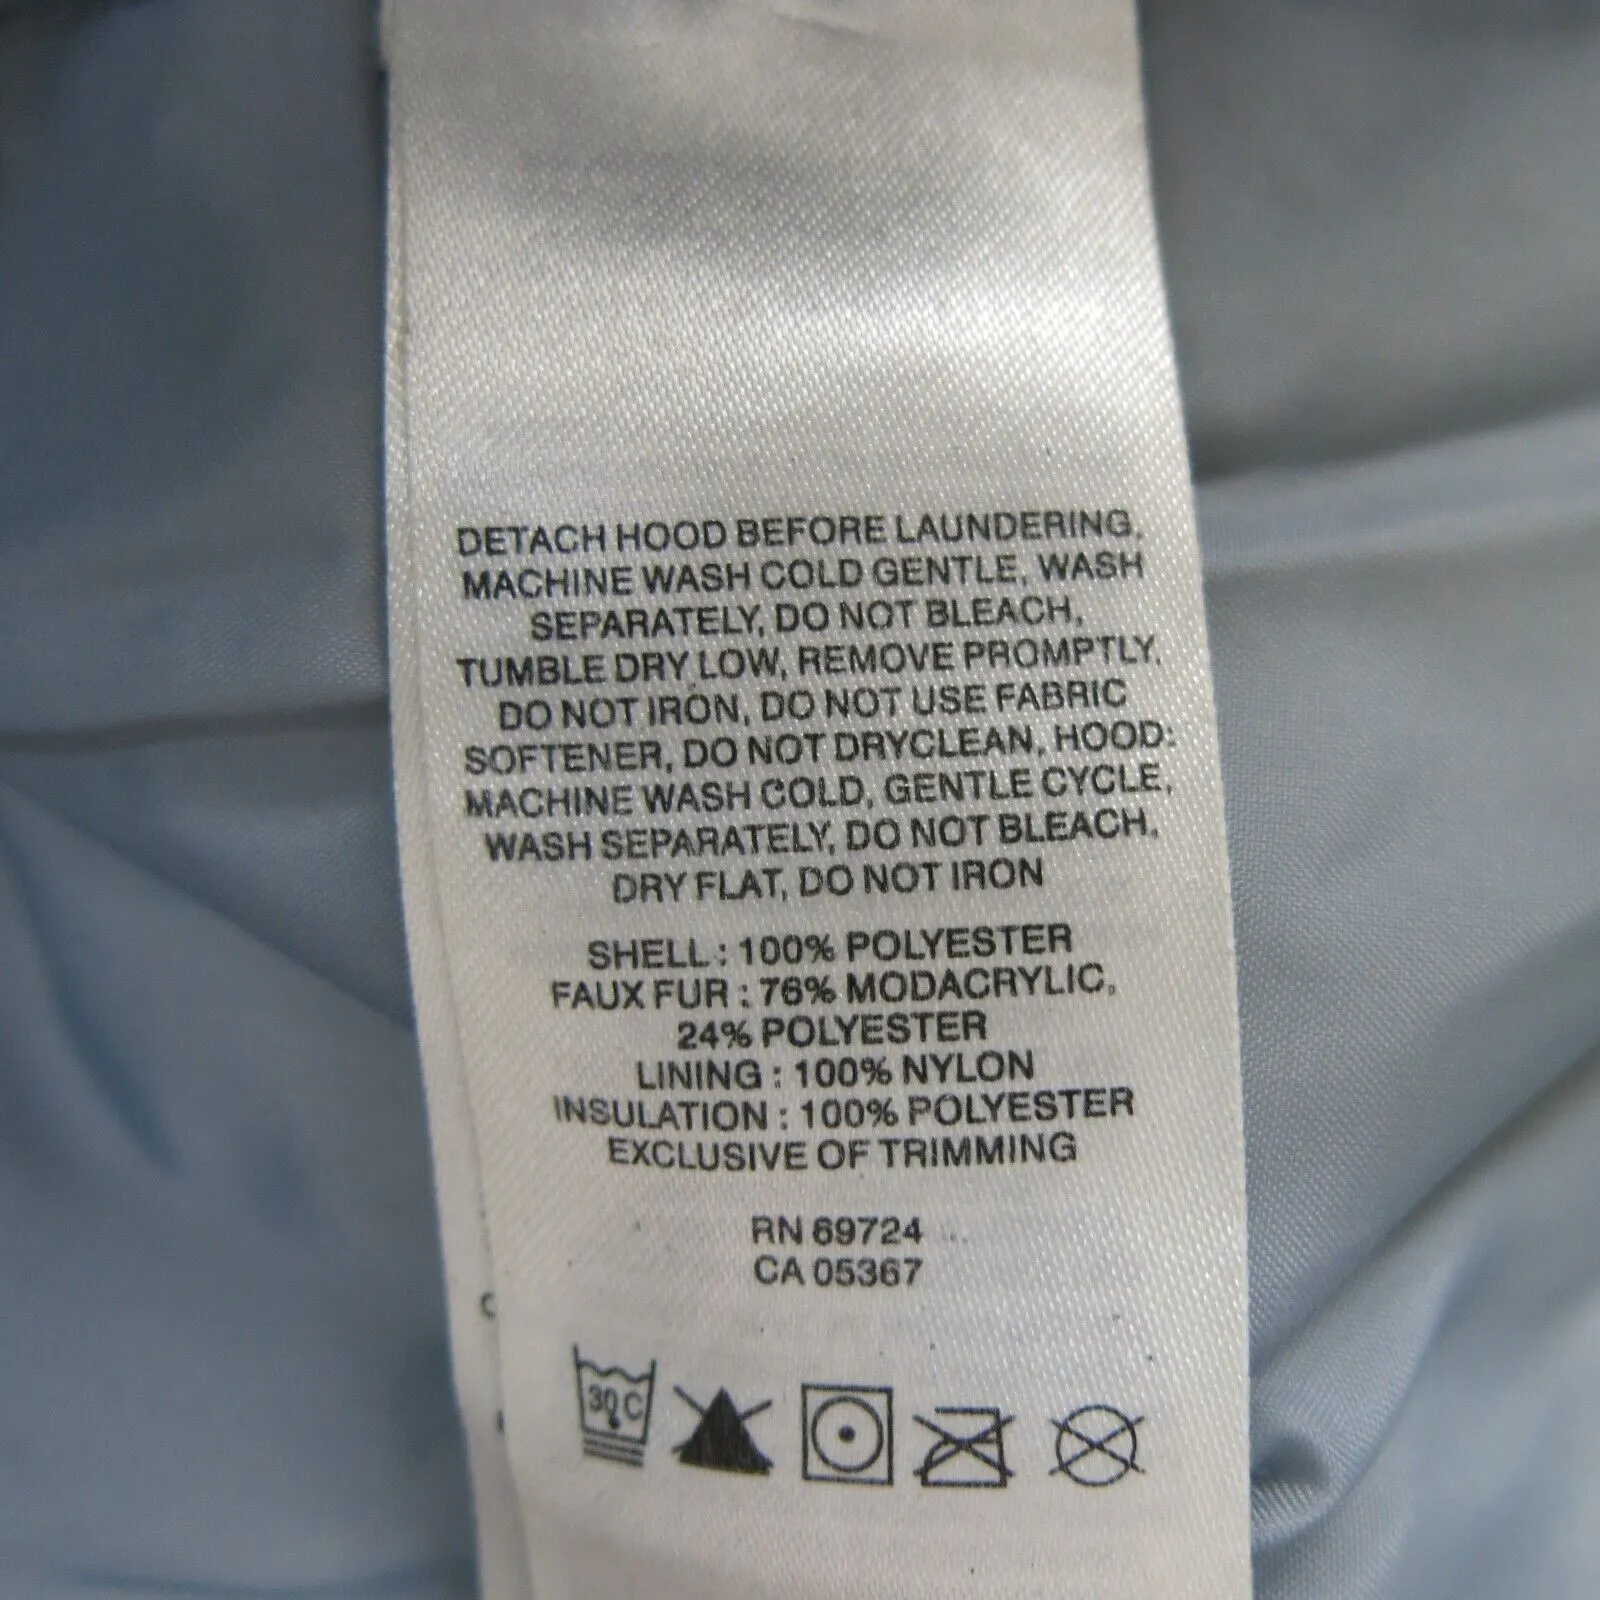 DETACH HOOD BEFORE LAUNDERING,
MACHINE WASH COLD GENTLE, WASH
SEPARATELY, DO NOT BLEACH,
TUMBLE DRY LOW, REMOVE PROMPTLY,
DO NOT IRON, DO NOT USE FABRIC
SOFTENER, DO NOT DRYCLEAN, HOOD:
MACHINE WASH COLD, GENTLE CYCLE,
WASH SEPARATELY, DO NOT BLEACH,
DRY FLAT, DO NOT IRON
SHELL : 100% POLYESTER
FAUX FUR : 76% MODACRYLIC,
24% POLYESTER
LINING : 100% NYLON
INSULATION : 100% POLYESTER
EXCLUSIVE OF TRIMMING
RN 69724
CA 05367
30 C